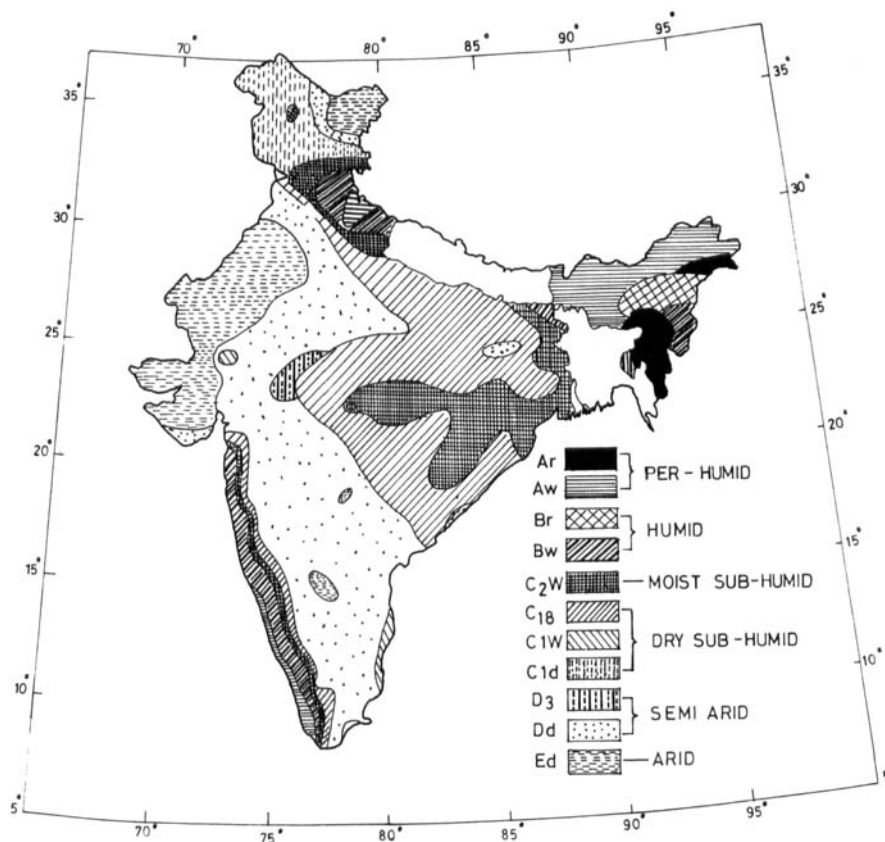 70° 80° 90° 95°
35° 35°
30° 30°
25° 25°
20° 20°
15° 15°
10° 10°
5°
70° 75° 80° 85° 90° 95°
Ar
Aw
PER - HUMID
Br
Bw
HUMID
C2W MOIST SUB-HUMID
C18
C1W
C1d
DRY SUB-HUMID
D3
Dd
SEMI ARID
Ed ARID